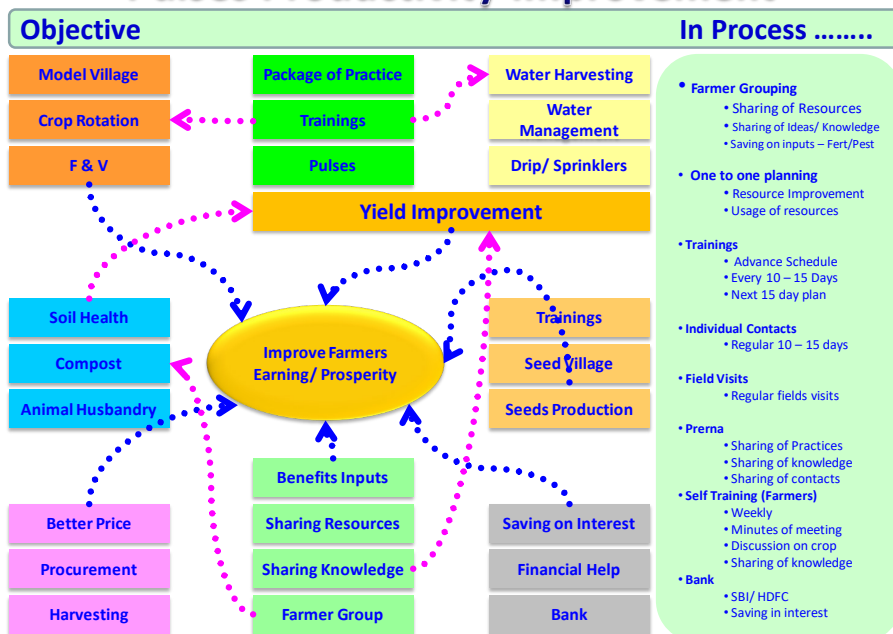 Pulses Productivity Improvement
Objective
In Process ……..
Model Village
Package of Practice
Water Harvesting
Crop Rotation
Trainings
Water
Management
F & V
Pulses
Drip/ Sprinklers
Yield Improvement
Soil Health
Trainings
Compost
Improve Farmers
Earning/ Prosperity
Seed Village
Animal Husbandry
Seeds Production
Benefits Inputs
Better Price
Sharing Resources
Saving on Interest
Procurement
Sharing Knowledge
Financial Help
Harvesting
Farmer Group
Bank
• Farmer Grouping
• Sharing of Resources
• Sharing of Ideas/ Knowledge
• Saving on inputs – Fert/Pest
• One to one planning
• Resource Improvement
• Usage of resources
• Trainings
• Advance Schedule
• Every 10 – 15 Days
• Next 15 day plan
• Individual Contacts
• Regular 10 – 15 days
• Field Visits
• Regular fields visits
• Prerna
• Sharing of Practices
• Sharing of knowledge
• Sharing of contacts
• Self Training (Farmers)
• Weekly
• Minutes of meeting
• Discussion on crop
• Sharing of knowledge
• Bank
• SBI/ HDFC
• Saving in interest